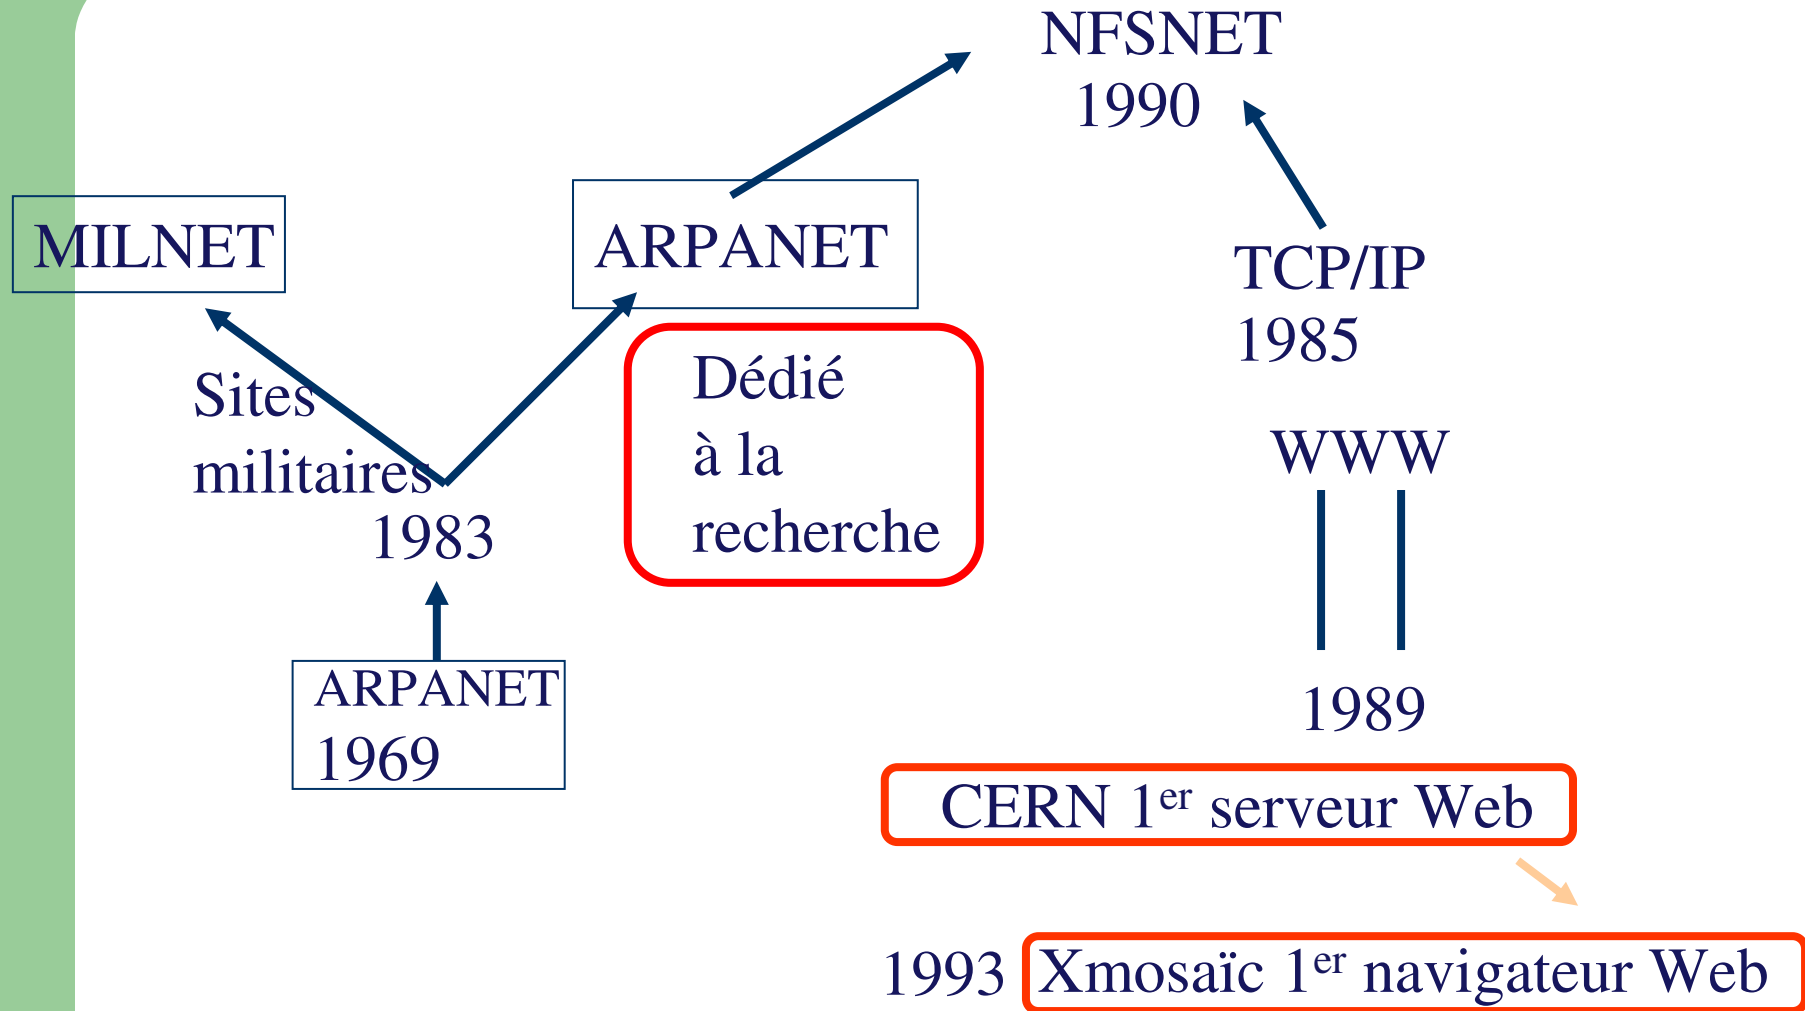 NFSNET
1990
MILNET
ARPANET
TCP/IP
1985
Sites
militaires
Dédié
à la
recherche
WWW
1983
ARPANET
1969
1989
CERN 1er serveur Web
1993 Xmosaïc 1er navigateur Web